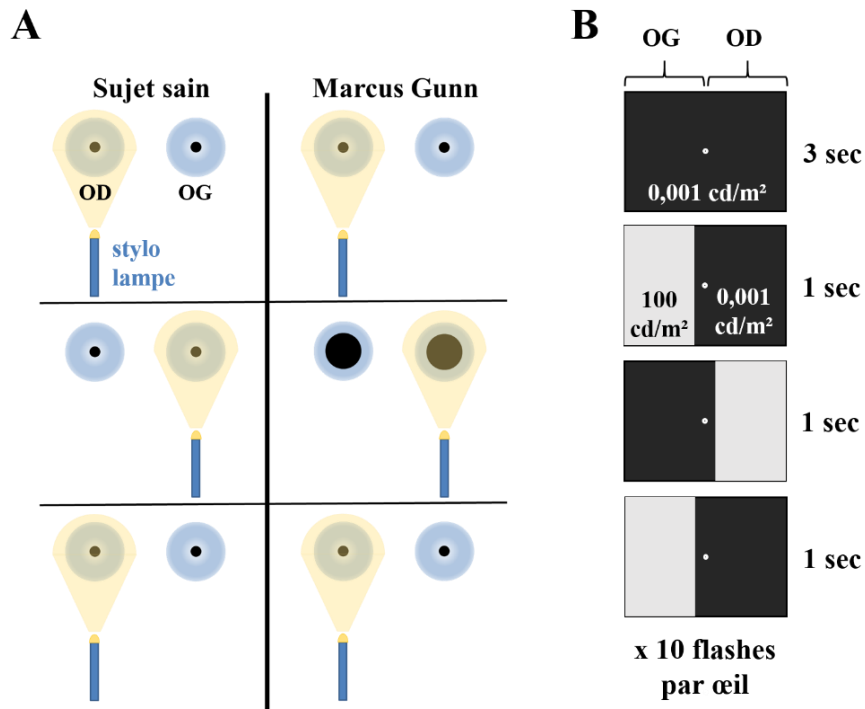 A
Sujet sain
Marcus Gunn
OD
OG
stylo
lampe
B
OG
OD
0,001 cd/m²
3 sec
100
cd/m²
0,001
cd/m²
1 sec
1 sec
1 sec
x 10 flashes
par œil